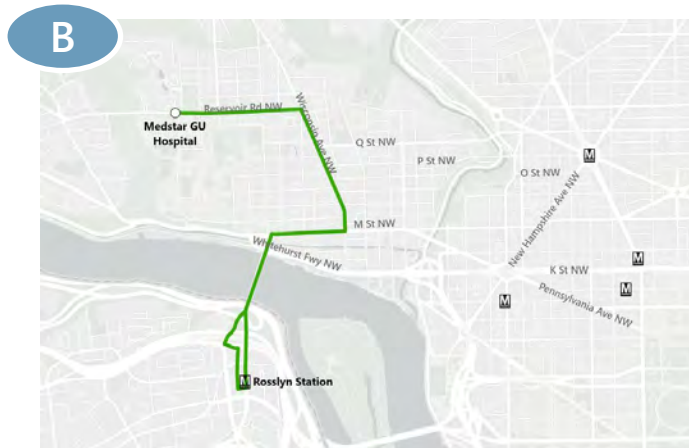 B
Reservoir Rd NW
Wisconsin Ave NW
Medstar GU
Hospital
Q St NW
P St NW
O St NW
M
New Hampshire Ave NW
M St NW
Whitehurst Fwy NW
K St NW
M
M
M
Pennsylvania Ave NW
M Rosslyn Station